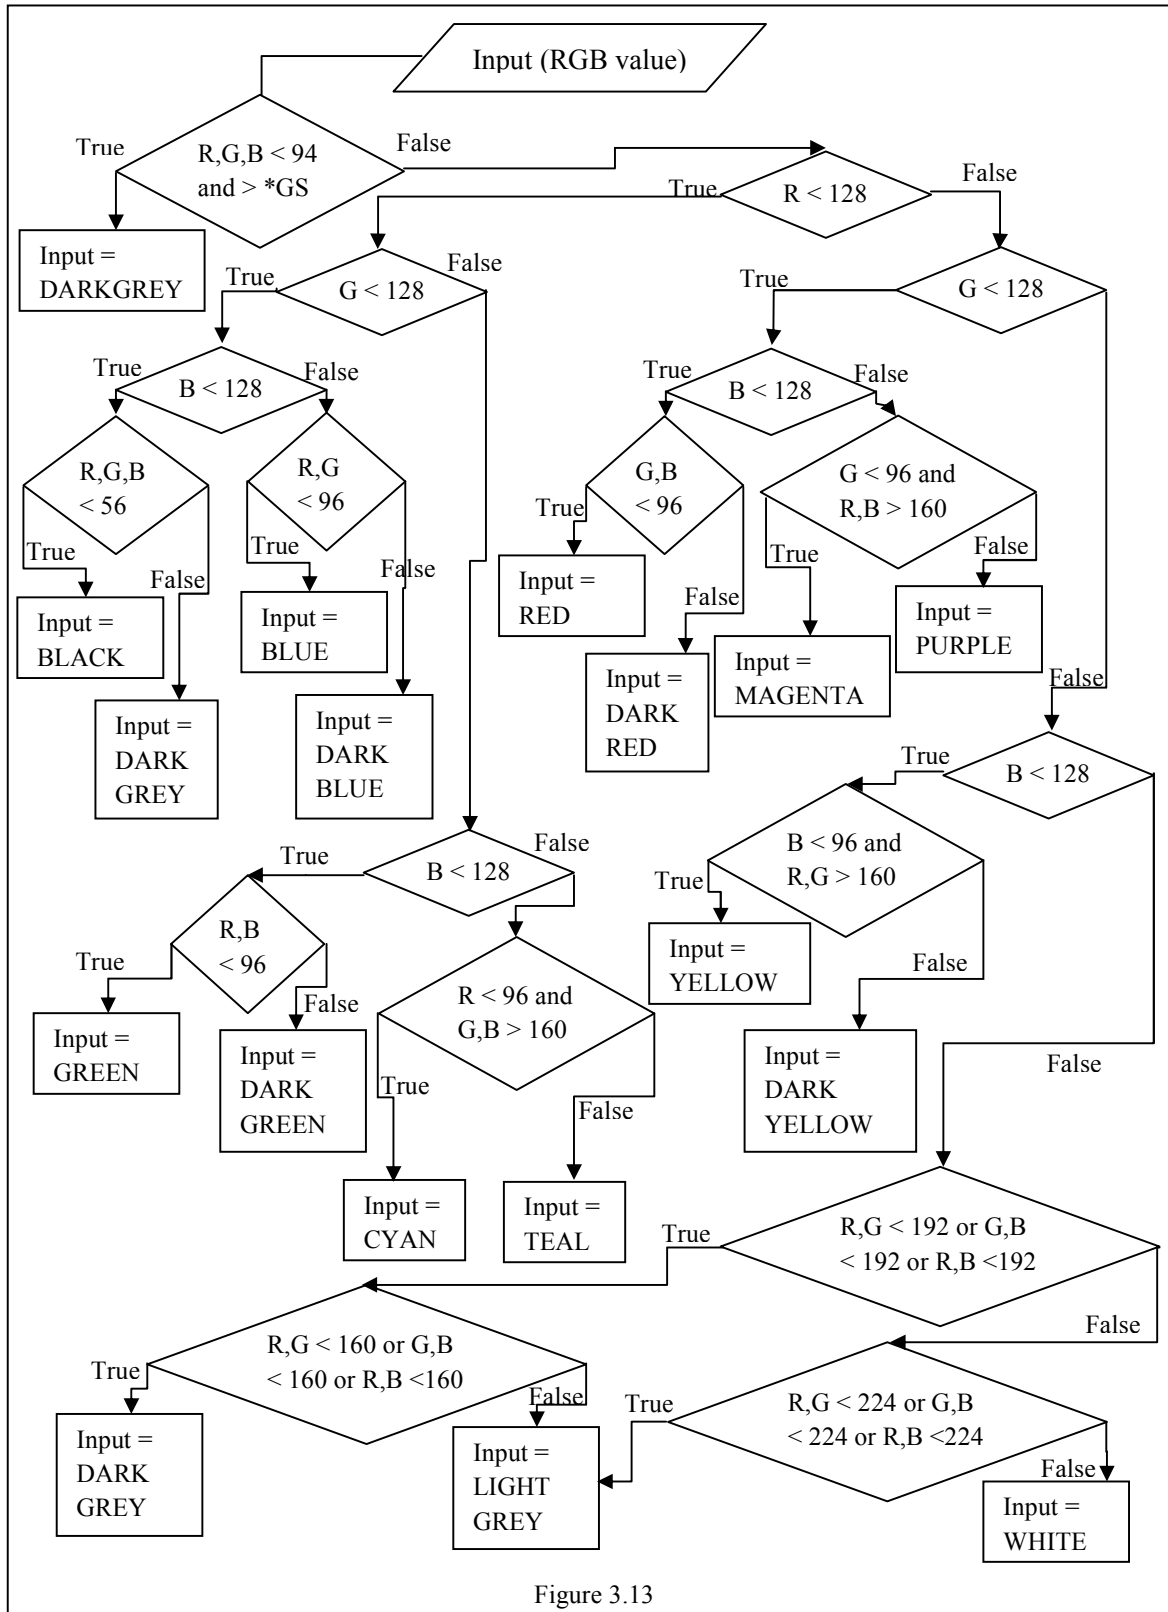 Input (RGB value)
True
R,G,B < 94
and > *GS
False
True
R < 128
False
Input =
DARKGREY
True
G < 128
False
True
G < 128
True
B < 128
False
True
B < 128
False
R,G,B
< 56
R,G
< 96
G,B
< 96
G < 96 and
R,B > 160
True
False
True
False
True
False
True
False
Input =
BLACK
Input =
BLUE
Input =
RED
Input =
PURPLE
Input =
DARK
GREY
Input =
DARK
BLUE
Input =
DARK
RED
Input =
MAGENTA
False
True
B < 128
True
B < 128
False
B < 96 and
R,G > 160
True
R,B
< 96
True
False
R < 96 and
G,B > 160
Input =
YELLOW
False
Input =
GREEN
Input =
DARK
GREEN
True
False
Input =
DARK
YELLOW
False
Input =
CYAN
Input =
TEAL
True
R,G < 192 or G,B
< 192 or R,B <192
False
True
R,G < 160 or G,B
< 160 or R,B <160
False
True
R,G < 224 or G,B
< 224 or R,B <224
False
Input =
DARK
GREY
Input =
LIGHT
GREY
Input =
WHITE
Figure 3.13